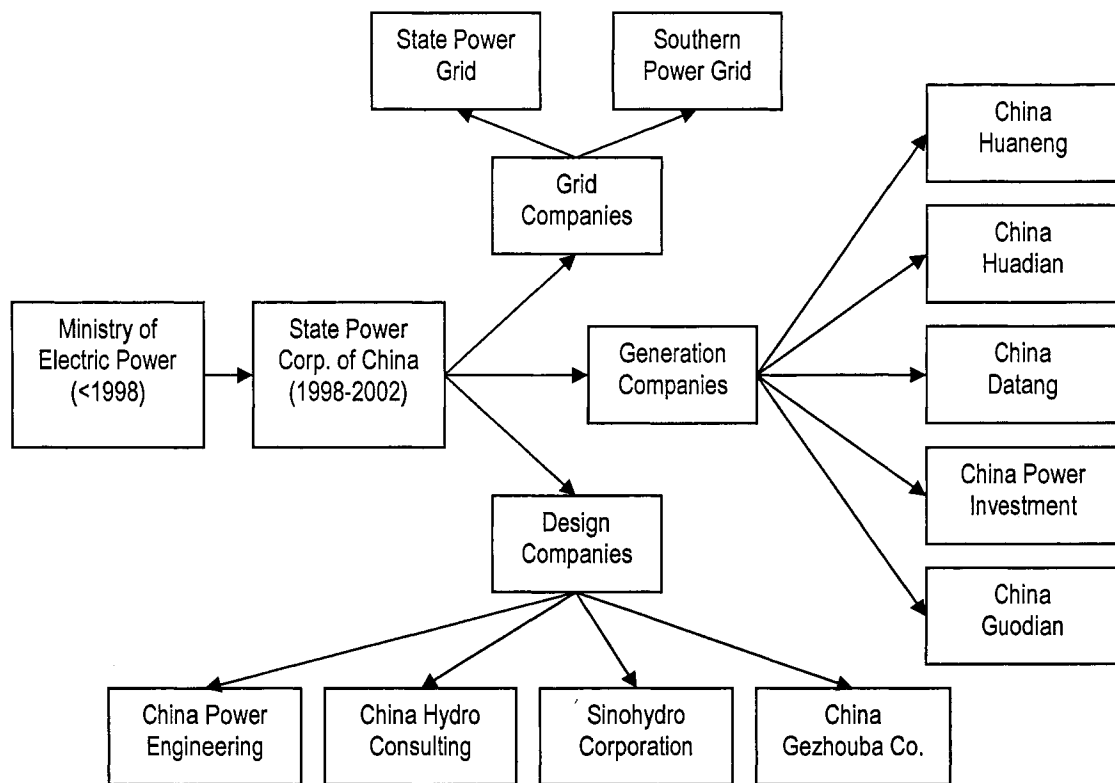 State Power
Grid
Southern
Power Grid
China
Huaneng
Grid
Companies
China
Huadian
Ministry of
Electric Power
(<1998)
State Power
Corp. of China
(1998-2002)
Generation
Companies
China
Datang
China Power
Investment
Design
Companies
China
Guodian
China Power
Engineering
China Hydro
Consulting
Sinohydro
Corporation
China
Gezhouba Co.